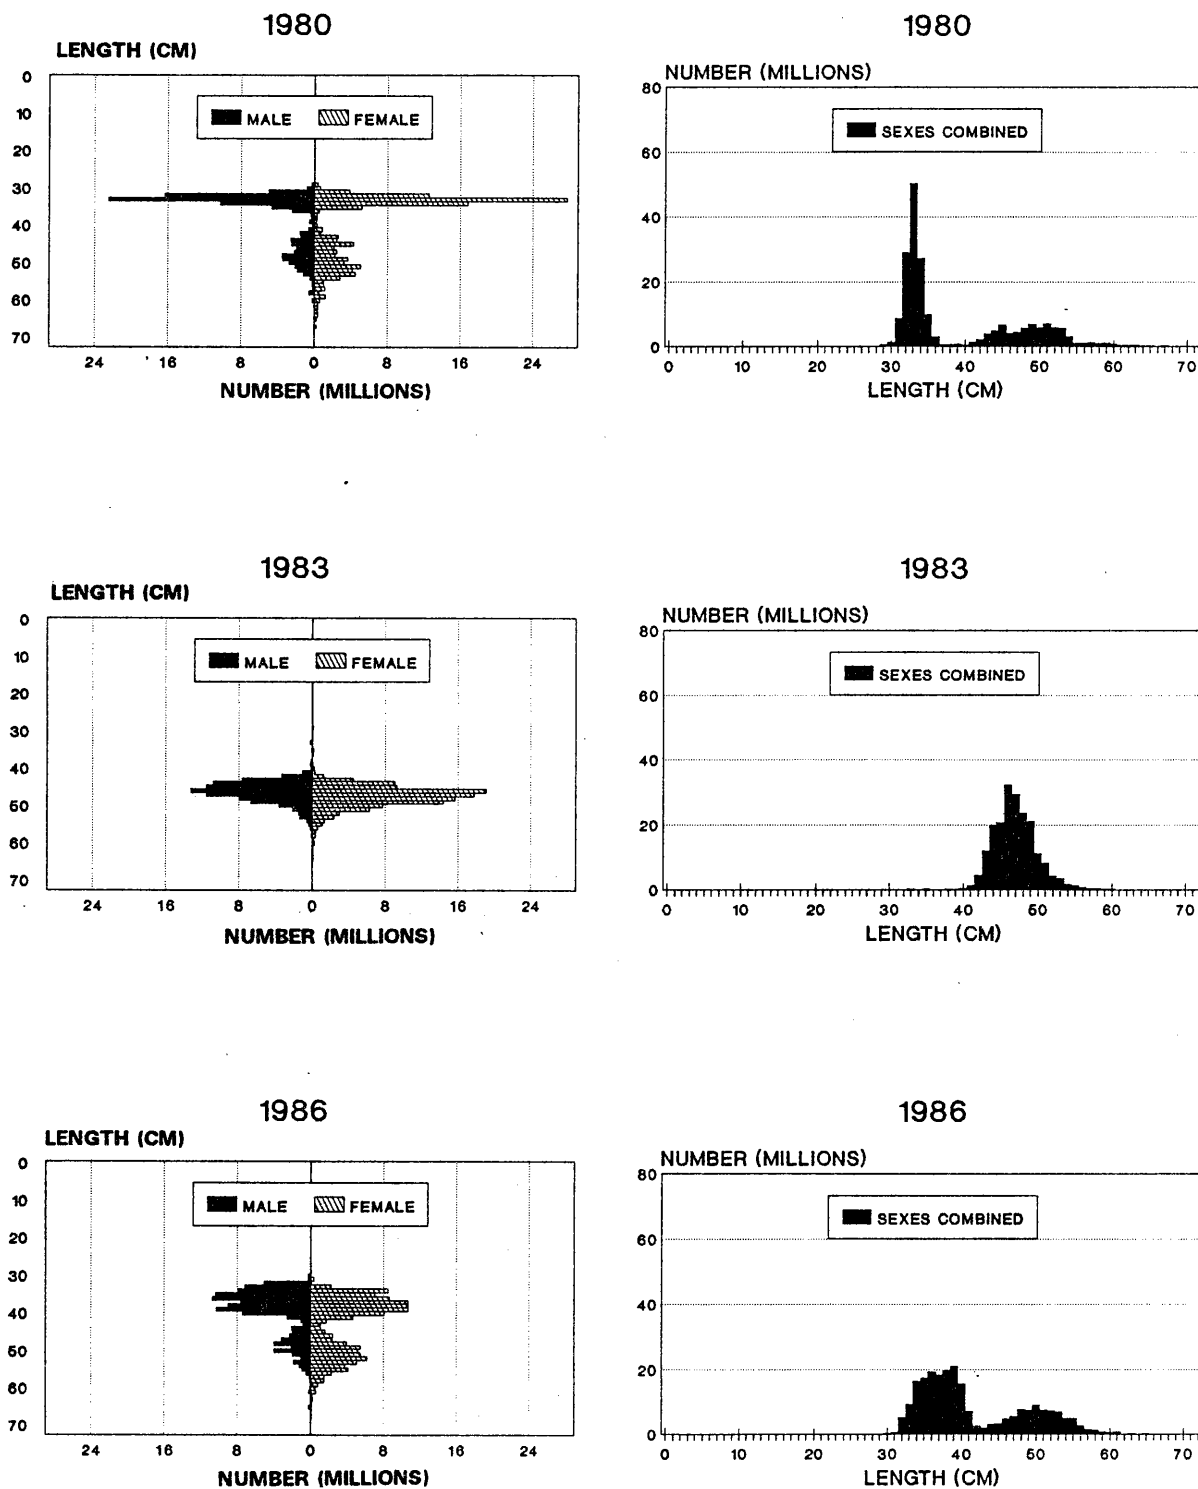 1980
LENGTH (CM)
0
10
20
30
40
50
60
70
MALE FEMALE
24 16 8 0 8 16 24
NUMBER (MILLIONS)
1980
NUMBER (MILLIONS)
80
60
40
20
0
SEXES COMBINED
0 10 20 30 40 50 60 70
LENGTH (CM)
1983
LENGTH (CM)
0
10
20
30
40
50
60
70
MALE FEMALE
24 16 8 0 8 16 24
NUMBER (MILLIONS)
1983
NUMBER (MILLIONS)
80
60
40
20
0
SEXES COMBINED
0 10 20 30 40 50 60 70
LENGTH (CM)
1986
LENGTH (CM)
0
10
20
30
40
50
60
70
MALE FEMALE
24 16 8 0 8 16 24
NUMBER (MILLIONS)
1986
NUMBER (MILLIONS)
80
60
40
20
0
SEXES COMBINED
0 10 20 30 40 50 60 70
LENGTH (CM)